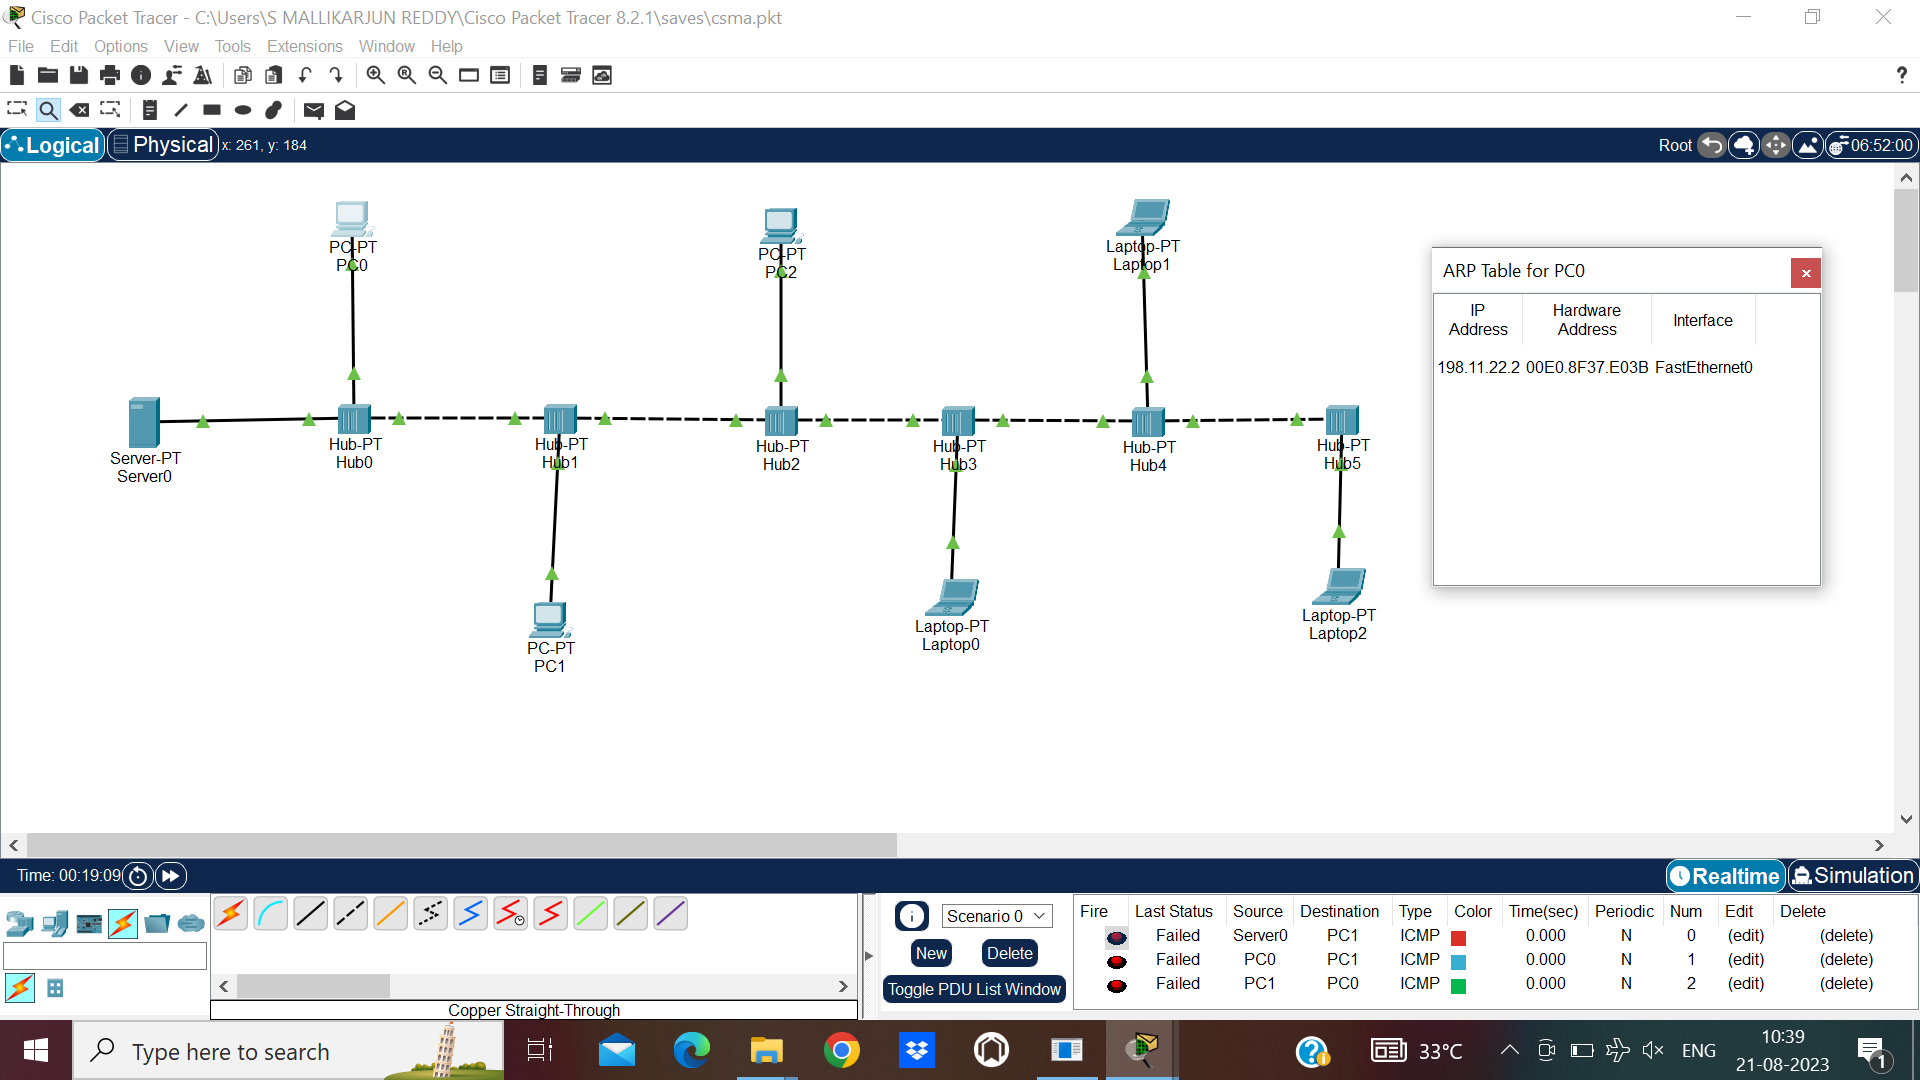 Cisco Packet Tracer - C:\Users\S MALLIKARJUN REDDY\Cisco Packet Tracer 8.2.1\saves\csma.pkt
File Edit Options View Tools Extensions Window Help
?
Logical Physical x: 261, y: 184 Root 06:52:00
PC-PT
PC0
PC-PT
PC2
Laptop-PT
Laptop1
ARP Table for PC0 x
IP Address Hardware Address Interface
198.11.22.2 00E0.8F37.E03B FastEthernet0
Server-PT
Server0
Hub-PT
Hub0
Hub-PT
Hub1
Hub-PT
Hub2
Hub-PT
Hub3
Hub-PT
Hub4
Hub-PT
Hub5
PC-PT
PC1
Laptop-PT
Laptop0
Laptop-PT
Laptop2
Time: 00:19:09 Realtime Simulation
Copper Straight-Through
Scenario 0
New Delete
Toggle PDU List Window
Fire Last Status Source Destination Type Color Time(sec) Periodic Num Edit Delete
Failed Server0 PC1 ICMP 0.000 N 0 (edit) (delete)
Failed PC0 PC1 ICMP 0.000 N 1 (edit) (delete)
Failed PC1 PC0 ICMP 0.000 N 2 (edit) (delete)
Type here to search
33°C ENG
10:39
21-08-2023
1